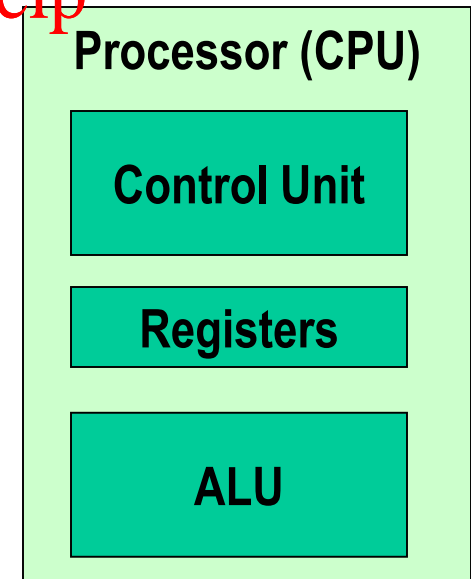 Processor (CPU)
Control Unit
Registers
ALU